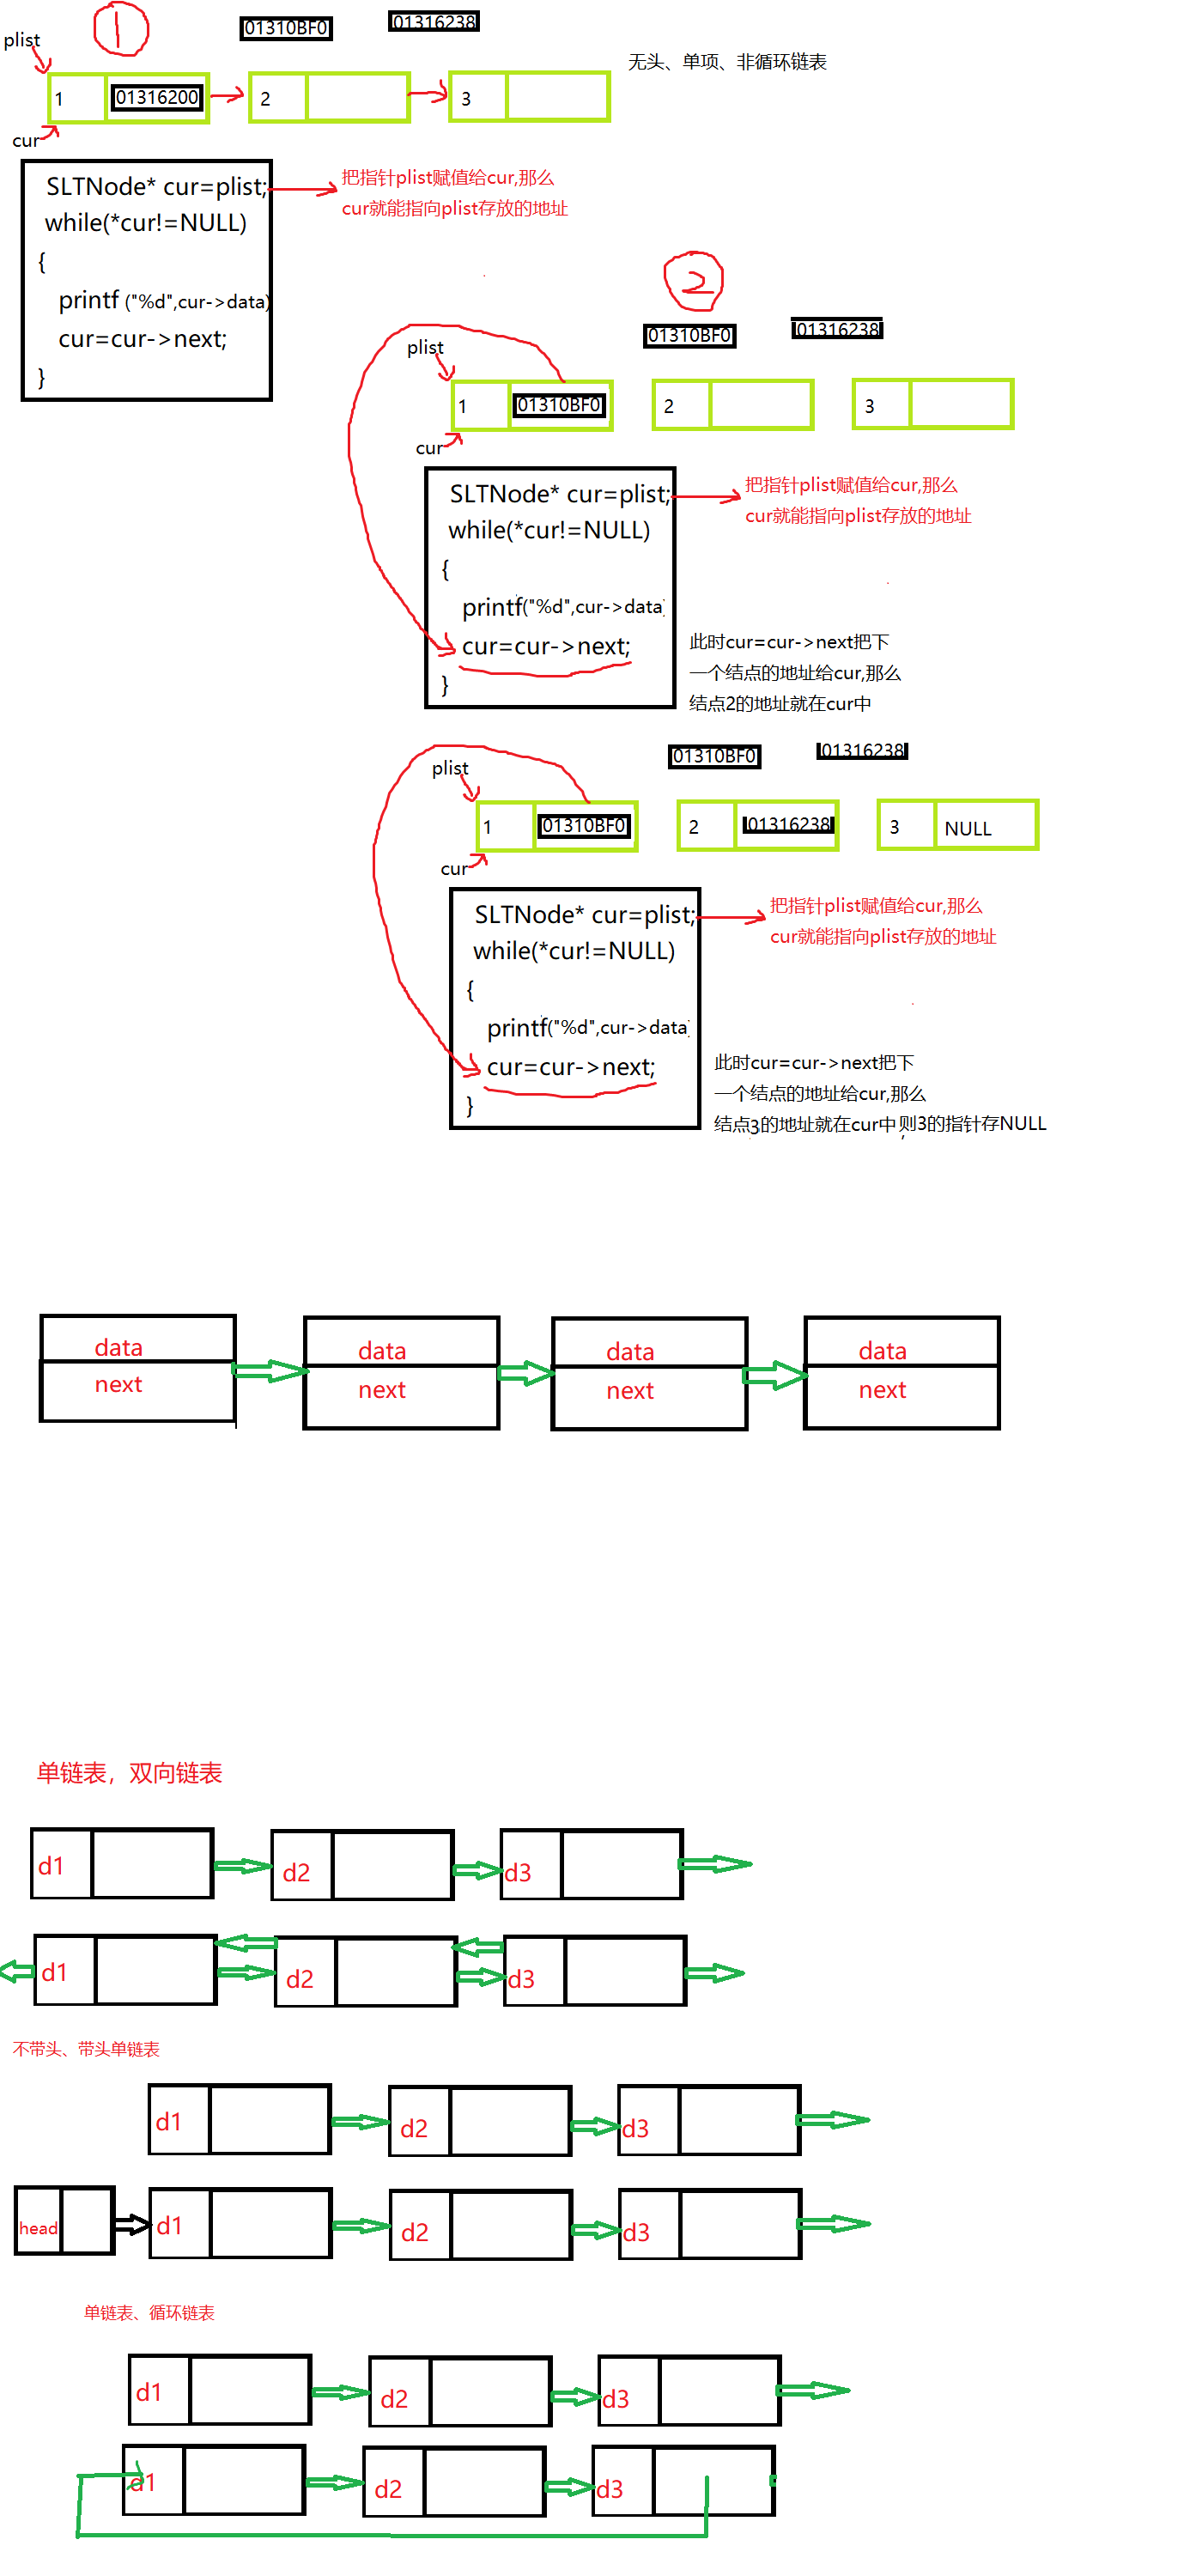 ①
01310BF0
01316238
plist
无头、单项、非循环链表
1
01316200
2
3
cur
SLTNode* cur=plist;
把指针plist赋值给cur,那么
cur就能指向plist存放的地址
while(*cur!=NULL)
{
printf ("%d",cur->data)
cur=cur->next;
}
②
01310BF0
01316238
plist
1
01310BF0
2
3
cur
SLTNode* cur=plist;
把指针plist赋值给cur,那么
cur就能指向plist存放的地址
while(*cur!=NULL)
{
printf("%d",cur->data)
cur=cur->next;
}
此时cur=cur->next把下
一个结点的地址给cur,那么
结点2的地址就在cur中
01310BF0
01316238
plist
1
01310BF0
2
01316238
3
NULL
cur
SLTNode* cur=plist;
把指针plist赋值给cur,那么
cur就能指向plist存放的地址
while(*cur!=NULL)
{
printf("%d",cur->data)
cur=cur->next;
}
此时cur=cur->next把下
一个结点的地址给cur,那么
结点3的地址就在cur中,则3的指针存NULL
data
next
data
next
data
next
data
next
单链表，双向链表
d1
d2
d3
d1
d2
d3
不带头、带头单链表
d1
d2
d3
head
d1
d2
d3
单链表、循环链表
d1
d2
d3
d1
d2
d3